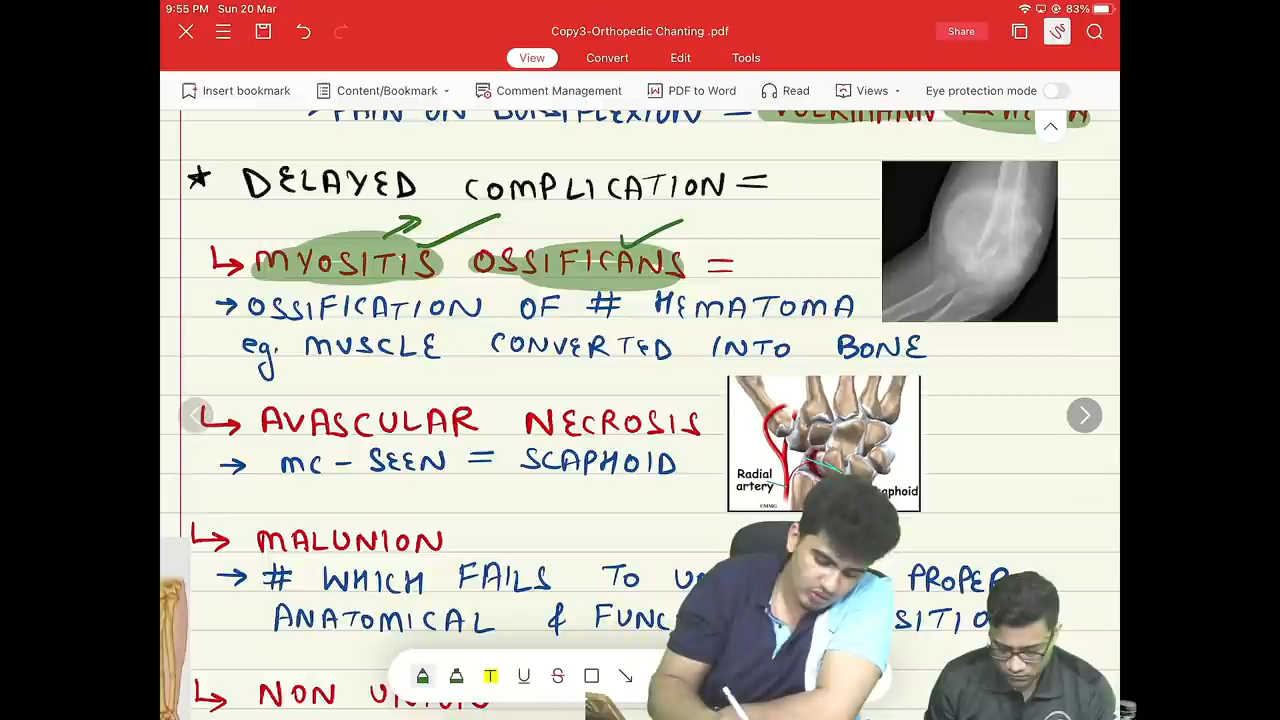 9:55 PM Sun 20 Mar 83%
Copy3-Orthopedic Chanting .pdf
Share
View Convert Edit Tools
Insert bookmark Content/Bookmark Comment Management PDF to Word Read Views Eye protection mode
→ PAIN ON DORSIFLEXION =
★ DELAYED COMPLICATION =
↳ MYOSITIS OSSIFICANS =
→ OSSIFICATION OF # HEMATOMA
eg. MUSCLE CONVERTED INTO BONE
↳ AVASCULAR NECROSIS
→ mc - SEEN = SCAPHOID
Radial
artery
↳ MALUNION
→ # WHICH FAILS TO PROPER
ANATOMICAL & FUNC SITIO
↳ NON
T U S